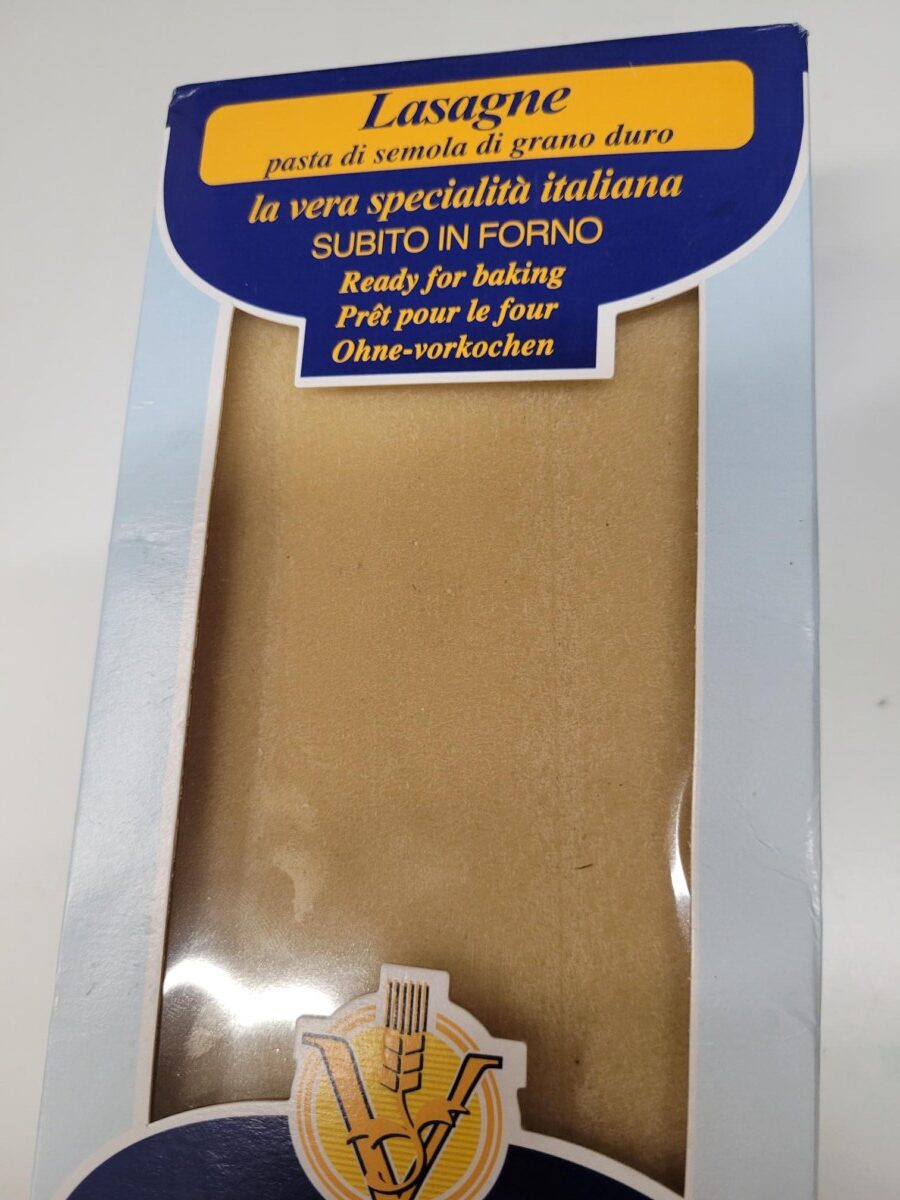 Lasagne
pasta di semola di grano duro
la vera specialità italiana
SUBITO IN FORNO
Ready for baking
Prêt pour le four
Ohne-vorkochen